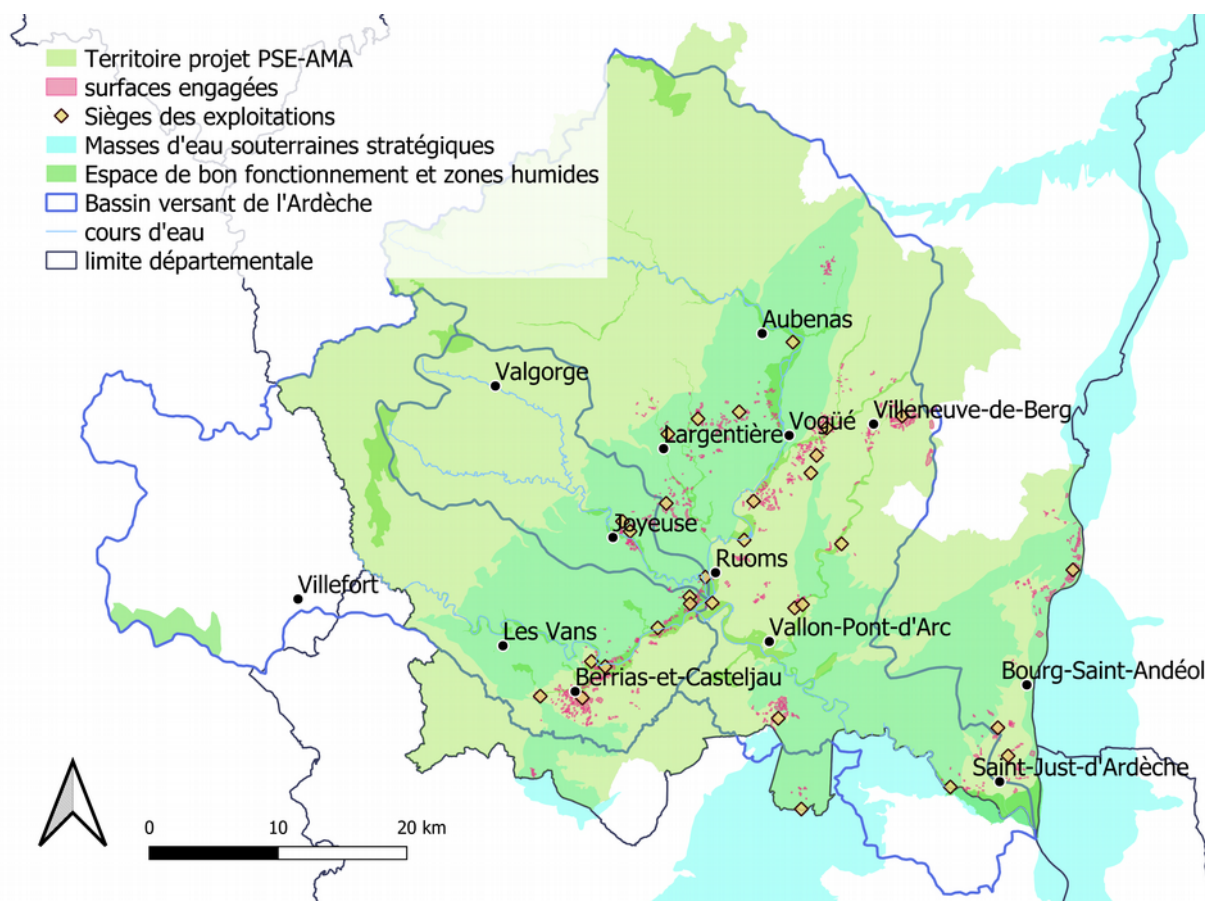 Territoire projet PSE-AMA
surfaces engagées
Sièges des exploitations
Masses d'eau souterraines stratégiques
Espace de bon fonctionnement et zones humides
Bassin versant de l'Ardèche
cours d'eau
limite départementale
Aubenas
Valgorge
Villeneuve-de-Berg
Vogüé
Largentière
Joyeuse
Ruoms
Villefort
Les Vans
Vallon-Pont-d'Arc
Berrias-et-Casteljau
Bourg-Saint-Andéol
Saint-Just-d'Ardèche
0 10 20 km